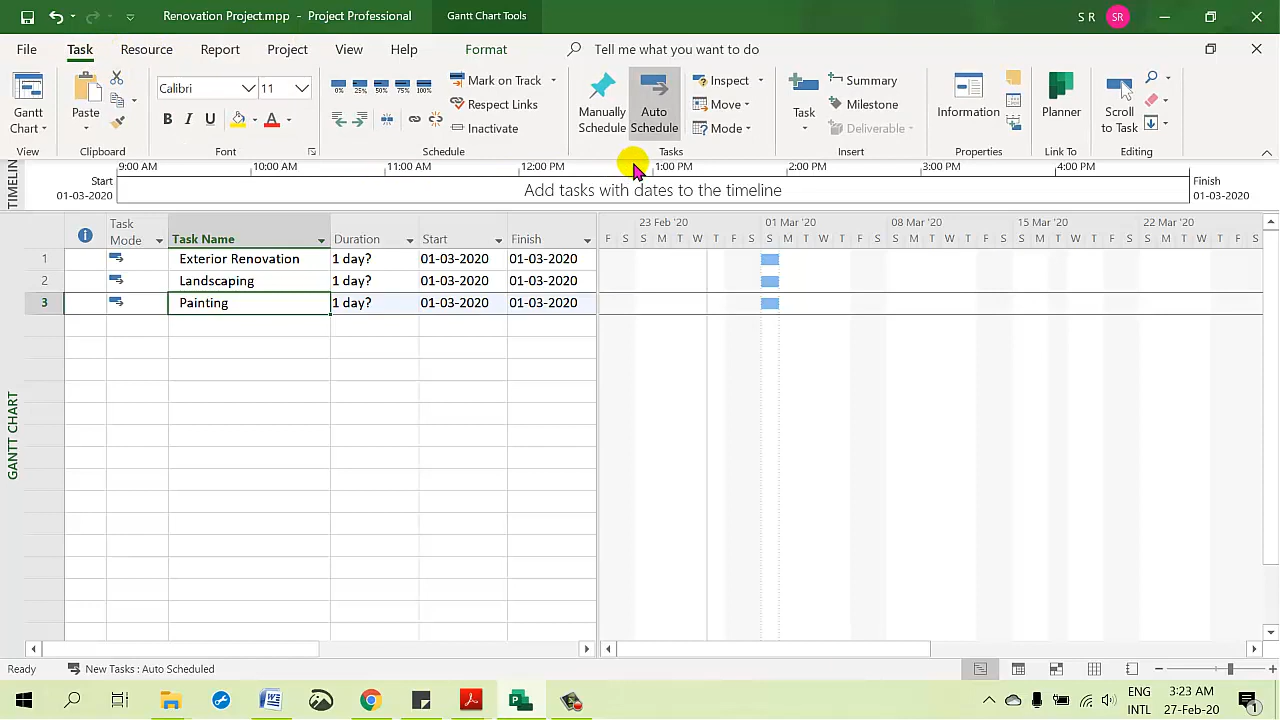 Renovation Project.mpp - Project Professional
Gantt Chart Tools
S R
SR
File Task Resource Report Project View Help Format Tell me what you want to do
Gantt Chart
View
Paste
Clipboard
Calibri
11
B I U
A
Font
0% 25% 50% 75% 100%
Mark on Track
Respect Links
Inactivate
Schedule
Manually Schedule
Auto Schedule
Inspect
Move
Mode
Tasks
Task
Summary
Milestone
Deliverable
Insert
Information
Properties
Planner
Link To
Scroll to Task
Editing
TIMELIN
9:00 AM 10:00 AM 11:00 AM 12:00 PM 1:00 PM 2:00 PM 3:00 PM 4:00 PM
Start
01-03-2020
Add tasks with dates to the timeline
Finish
01-03-2020
GANTT CHART
Task Mode Task Name Duration Start Finish
23 Feb '20 01 Mar '20 08 Mar '20 15 Mar '20 22 Mar '20
F S S M T W T F S S M T W T F S S M T W T F S S M T W T F S S M T W T F S
1 Exterior Renovation 1 day? 01-03-2020 01-03-2020
2 Landscaping 1 day? 01-03-2020 01-03-2020
3 Painting 1 day? 01-03-2020 01-03-2020
Ready New Tasks : Auto Scheduled
ENG
INTL
3:23 AM
27-Feb-20
1